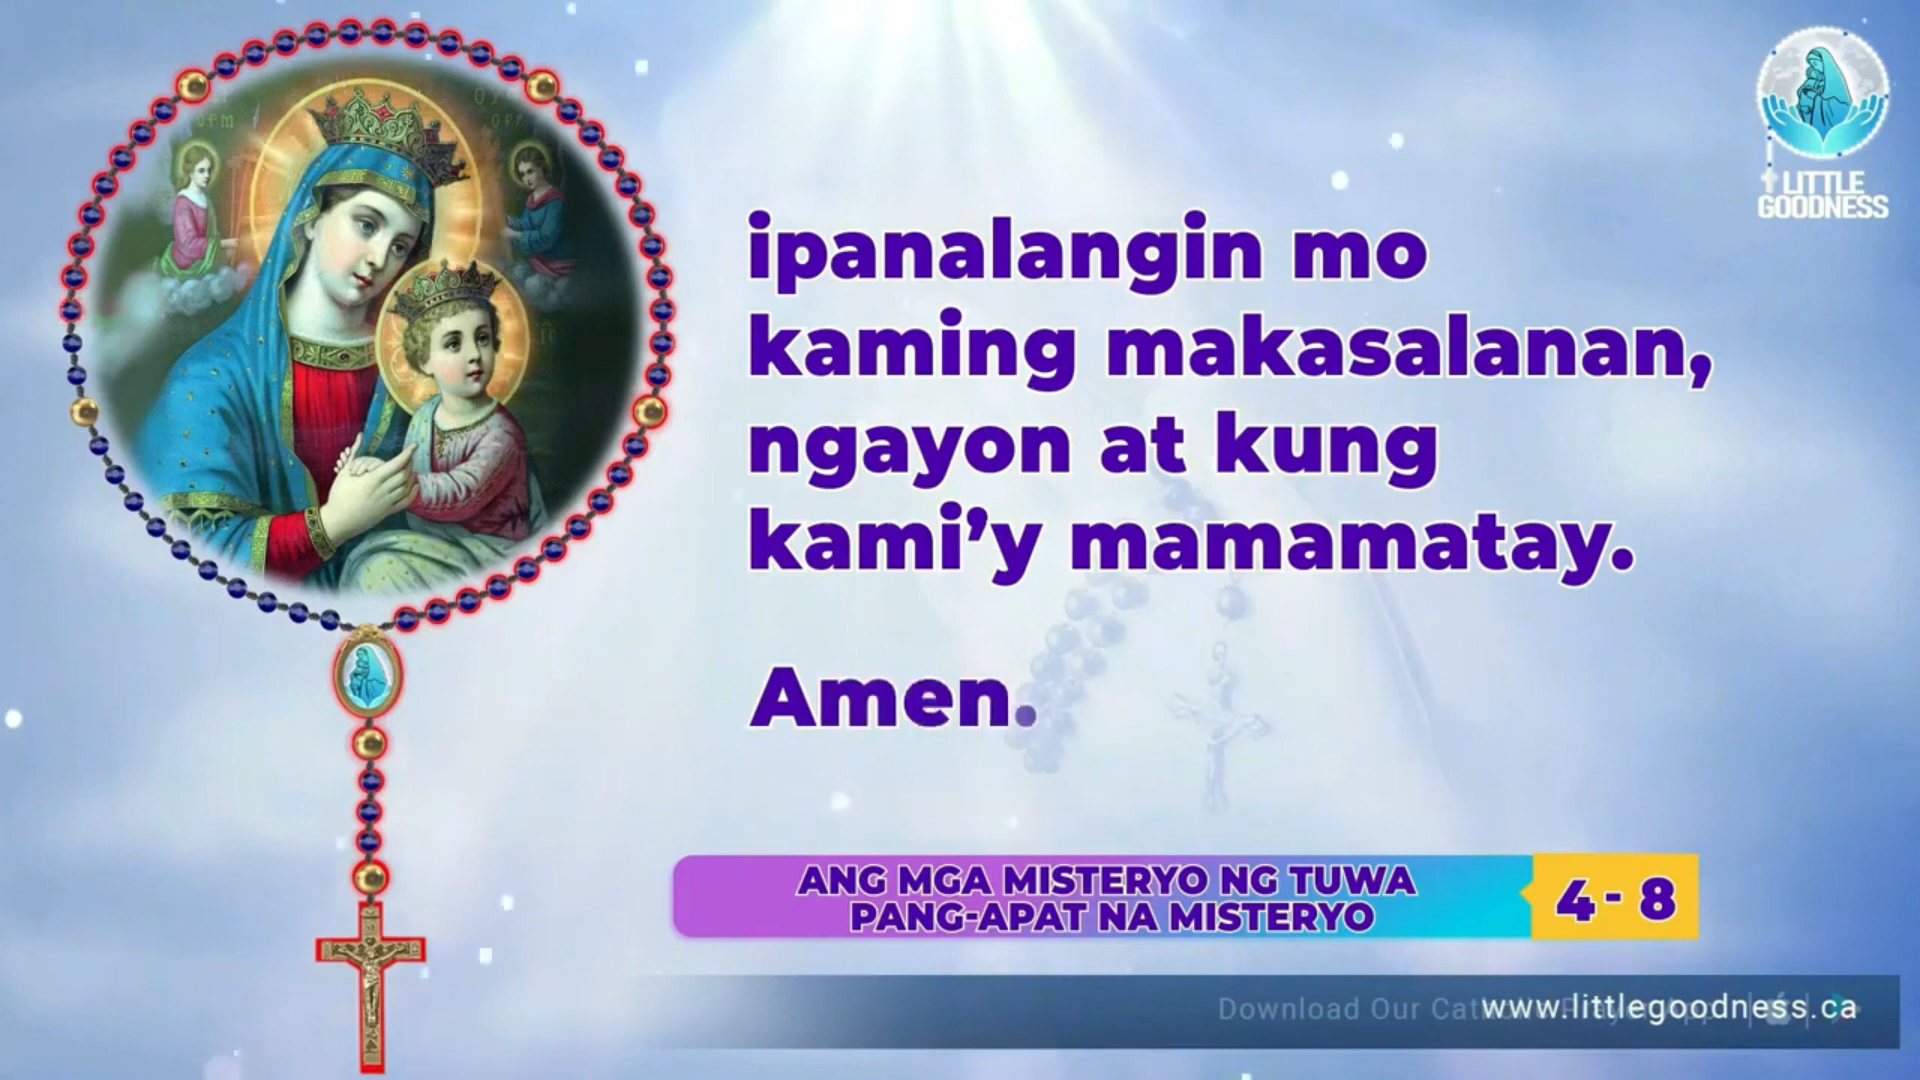 LITTLE
GOODNESS
ipanalangin mo
kaming makasalanan,
ngayon at kung
kami’y mamamatay.
Amen.
ANG MGA MISTERYO NG TUWA
PANG-APAT NA MISTERYO
4 - 8
Download Our
www.littlegoodness.ca